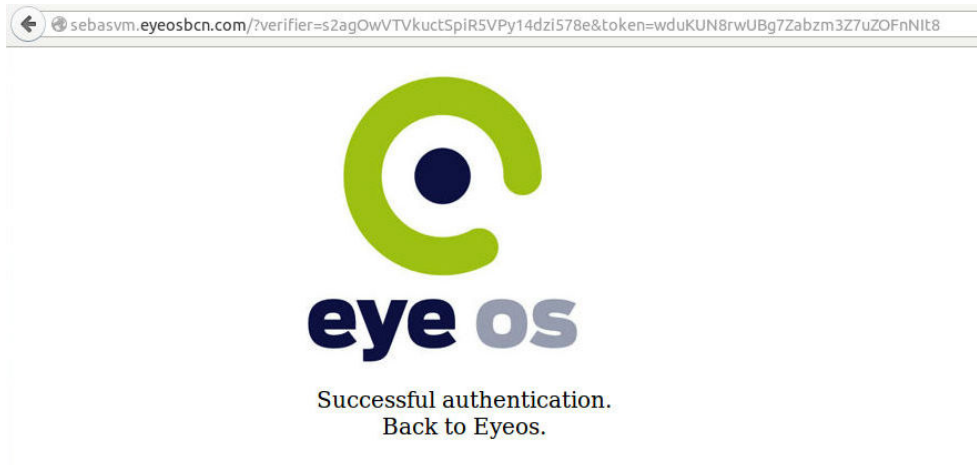 sebasvm.eyeosbcn.com/?verifier=s2agOwVTVkuctSpiR5VPy14dzi578e&token=wduKUN8rwUBg7Zabzm3Z7uZOFnNIt8
eye os
Successful authentication.
Back to Eyeos.